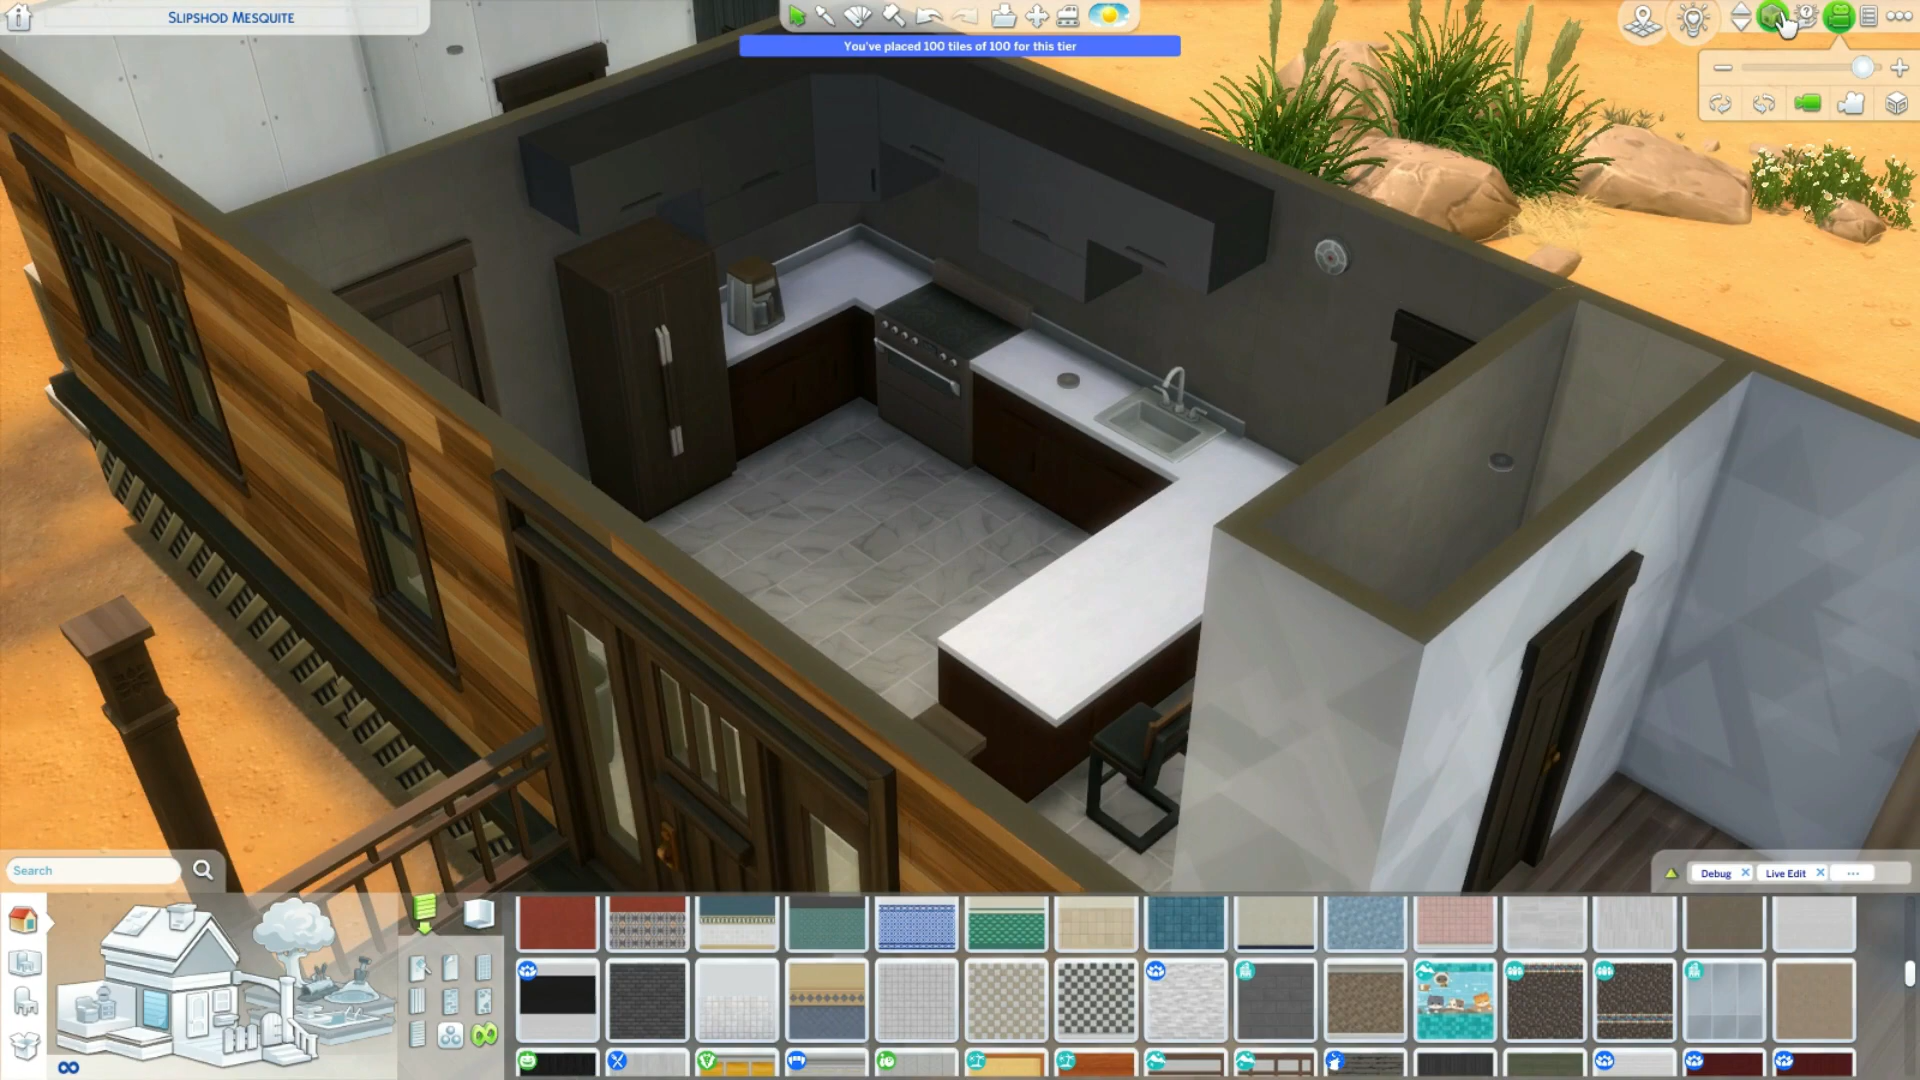 SLIPSHOD MESQUITE
You've placed 100 tiles of 100 for this tier
Search
Debug
Live Edit